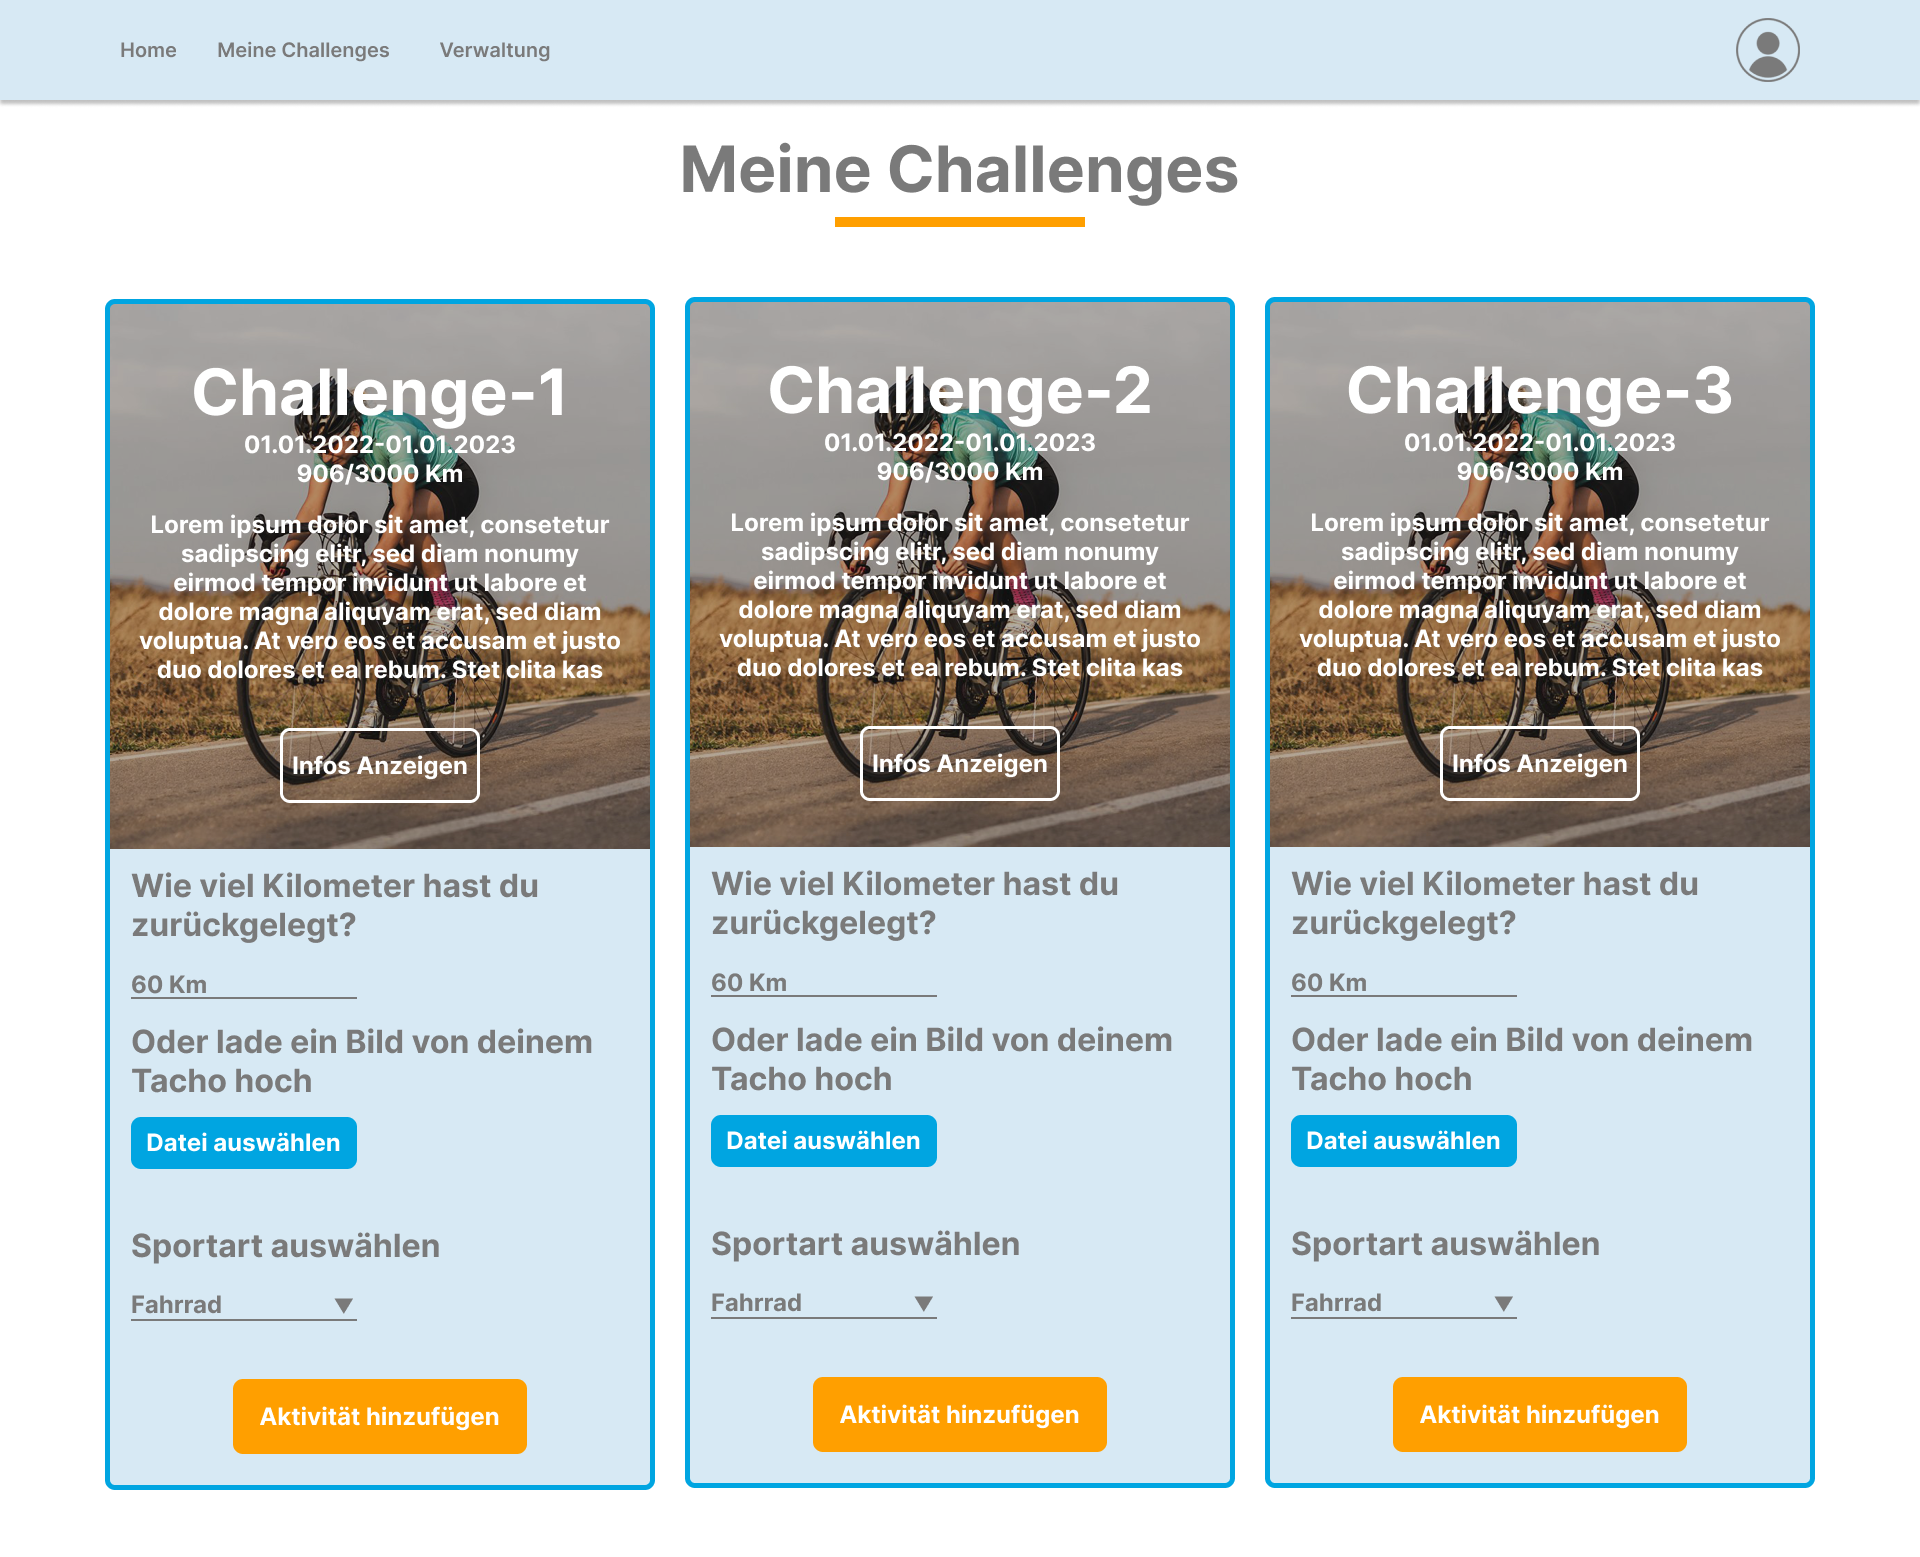 Home Meine Challenges Verwaltung
Meine Challenges
Challenge-1
01.01.2022-01.01.2023
906/3000 Km
Lorem ipsum dolor sit amet, consetetur
sadipscing elitr, sed diam nonumy
eirmod tempor invidunt ut labore et
dolore magna aliquyam erat, sed diam
voluptua. At vero eos et accusam et justo
duo dolores et ea rebum. Stet clita kas
Infos Anzeigen
Wie viel Kilometer hast du
zurückgelegt?
60 Km
Oder lade ein Bild von deinem
Tacho hoch
Datei auswählen
Sportart auswählen
Fahrrad
Aktivität hinzufügen
Challenge-2
01.01.2022-01.01.2023
906/3000 Km
Lorem ipsum dolor sit amet, consetetur
sadipscing elitr, sed diam nonumy
eirmod tempor invidunt ut labore et
dolore magna aliquyam erat, sed diam
voluptua. At vero eos et accusam et justo
duo dolores et ea rebum. Stet clita kas
Infos Anzeigen
Wie viel Kilometer hast du
zurückgelegt?
60 Km
Oder lade ein Bild von deinem
Tacho hoch
Datei auswählen
Sportart auswählen
Fahrrad
Aktivität hinzufügen
Challenge-3
01.01.2022-01.01.2023
906/3000 Km
Lorem ipsum dolor sit amet, consetetur
sadipscing elitr, sed diam nonumy
eirmod tempor invidunt ut labore et
dolore magna aliquyam erat, sed diam
voluptua. At vero eos et accusam et justo
duo dolores et ea rebum. Stet clita kas
Infos Anzeigen
Wie viel Kilometer hast du
zurückgelegt?
60 Km
Oder lade ein Bild von deinem
Tacho hoch
Datei auswählen
Sportart auswählen
Fahrrad
Aktivität hinzufügen